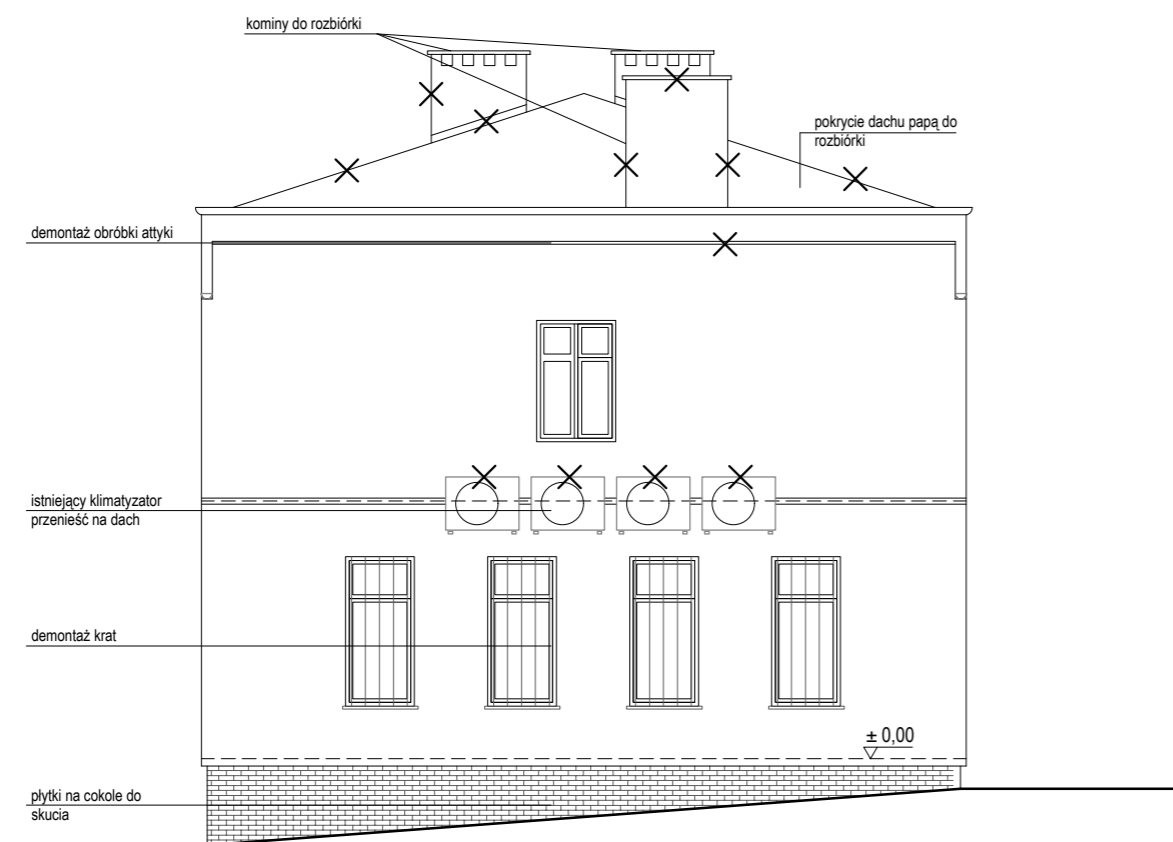 kominy do rozbiórki
pokrycie dachu papą do
rozbiórki
demontaż obróbki attyki
istniejący klimatyzator
przenieść na dach
demontaż krat
± 0,00
płytki na cokole do
skucia